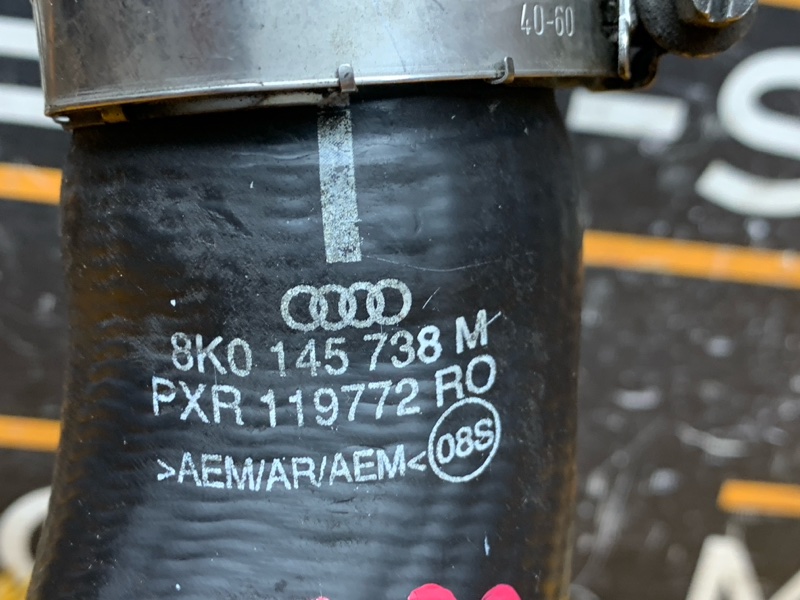 40-60
8K0 145 738 M
PXR 119772 RO
>AEM/AR/AEM< 08S